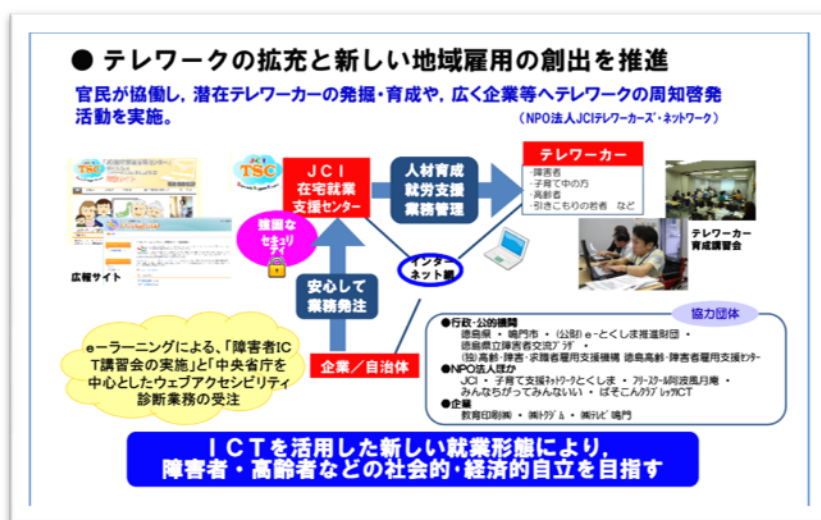 ● テレワークの拡充と新しい地域雇用の創出を推進
官民が協働し,潜在テレワーカーの発掘・育成や,広く企業等へテレワークの周知啓発
活動を実施。
(NPO法人JCIテレワーカーズ・ネットワーク)
JCI
TSC
JCI
在宅就業
支援センター
人材育成
就労支援
業務管理
テレワーカー
・障害者
・子育て中の方
・高齢者
・引きこもりの若者 など
テレワーカー
育成講習会
TSC
広報サイト
強固な
セキュリ
ティ
インター
ネット網
安心して
業務発注
企業/自治体
eーラーニングによる、「障害者IC
T講習会の実施」と「中央省庁を
中心としたウェブアクセシビリティ
診断業務の受注
協力団体
●行政・公的機関
徳島県 ・ 鳴門市 ・ (公財)e-とくしま推進財団 ・
徳島県立障害者交流プラザ ・
(独)高齢・障害・求職者雇用支援機構 徳島高齢・障害者雇用支援センター
●NPO法人ほか
JCI ・ 子育て支援ネットワークとくしま ・ フリースクール阿波風月庵 ・
みんなちがってみんないい ・ ぱそこんクラブ レッツICT
●企業
教育印刷㈱ ・ ㈱トクジム ・ ㈱テレビ鳴門
ICTを活用した新しい就業形態により,
障害者・高齢者などの社会的・経済的自立を目指す